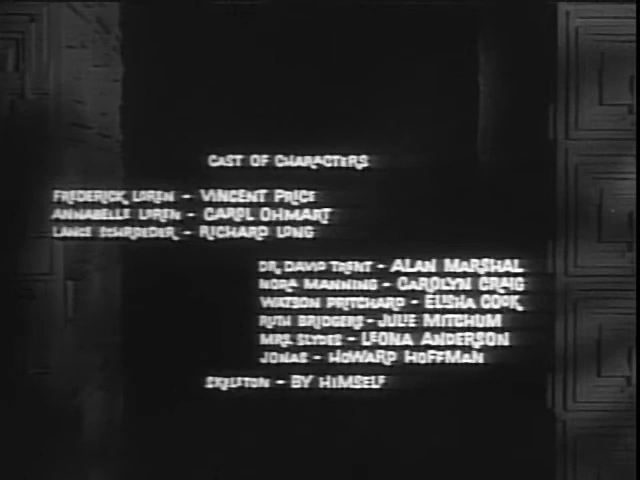 CAST OF CHARACTERS
FREDERICK LOREN - VINCENT PRICE
ANNABELLE LOREN - CAROL OHMART
LANCE SCHROEDER - RICHARD LONG
DR. DAVID TRENT - ALAN MARSHAL
NORA MANNING - CAROLYN CRAIG
WATSON PRITCHARD - ELISHA COOK
RUTH BRIDGERS - JULIE MITCHUM
MRS. SLYDES - LEONA ANDERSON
JONAS - HOWARD HOFFMAN
SKELETON - BY HIMSELF